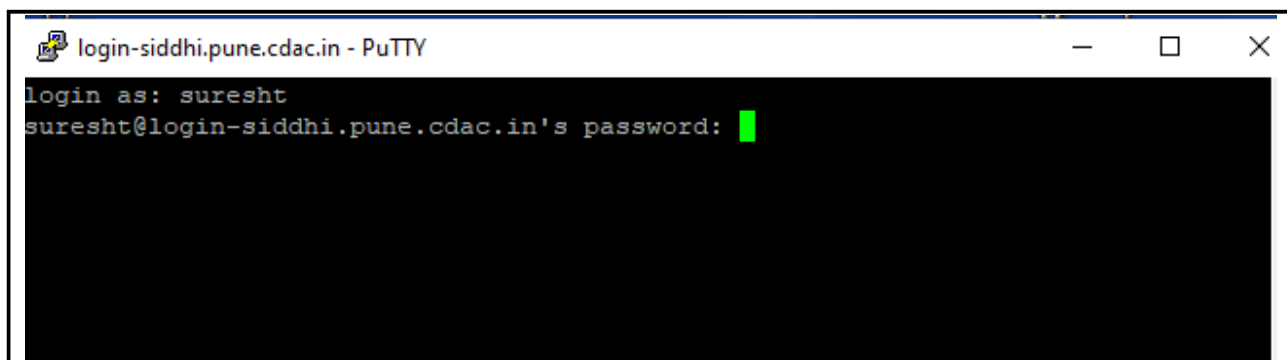 login-siddhi.pune.cdac.in - PuTTY
login as: suresht
suresht@login-siddhi.pune.cdac.in's password: